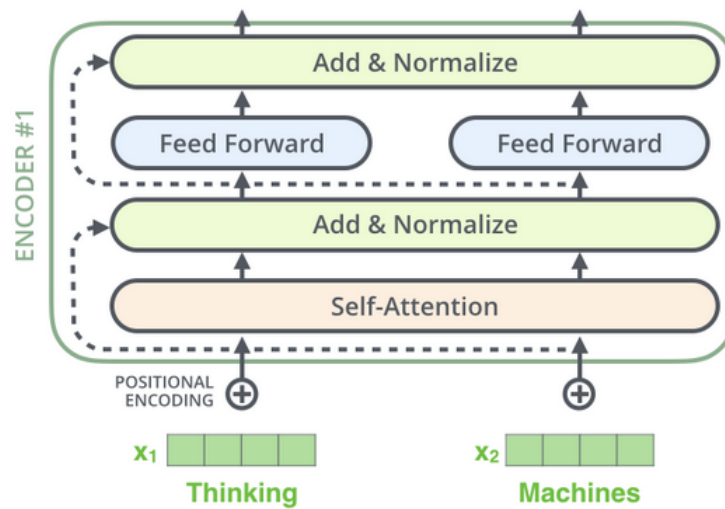 ENCODER #1
Add & Normalize
Feed Forward
Feed Forward
Add & Normalize
Self-Attention
POSITIONAL
ENCODING
x₁
x₂
Thinking
Machines